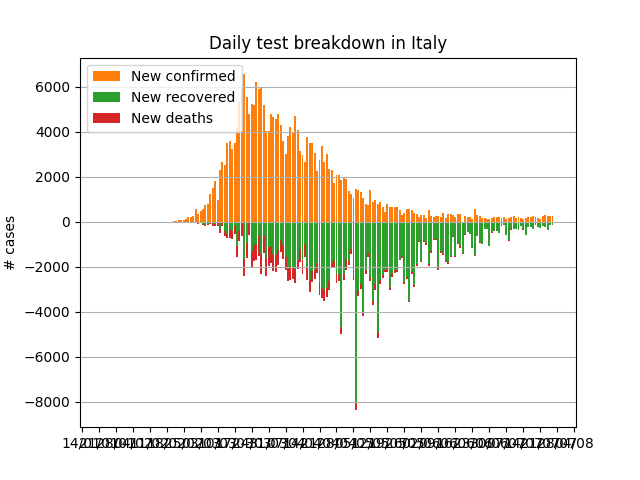 Daily test breakdown in Italy
New confirmed
New recovered
New deaths
# cases
6000
4000
2000
0
−2000
−4000
−6000
−8000